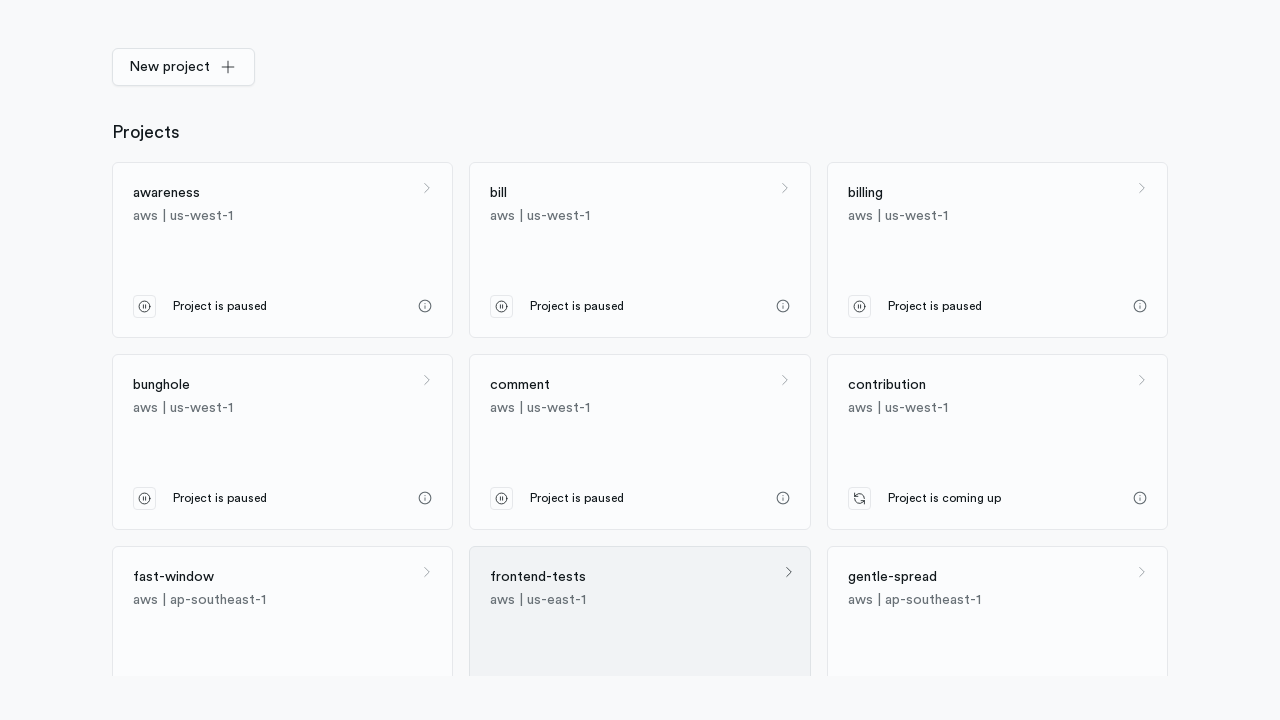 New project
Projects
awareness
aws | us-west-1
Project is paused
bill
aws | us-west-1
Project is paused
billing
aws | us-west-1
Project is paused
bunghole
aws | us-west-1
Project is paused
comment
aws | us-west-1
Project is paused
contribution
aws | us-west-1
Project is coming up
fast-window
aws | ap-southeast-1
frontend-tests
aws | us-east-1
gentle-spread
aws | ap-southeast-1